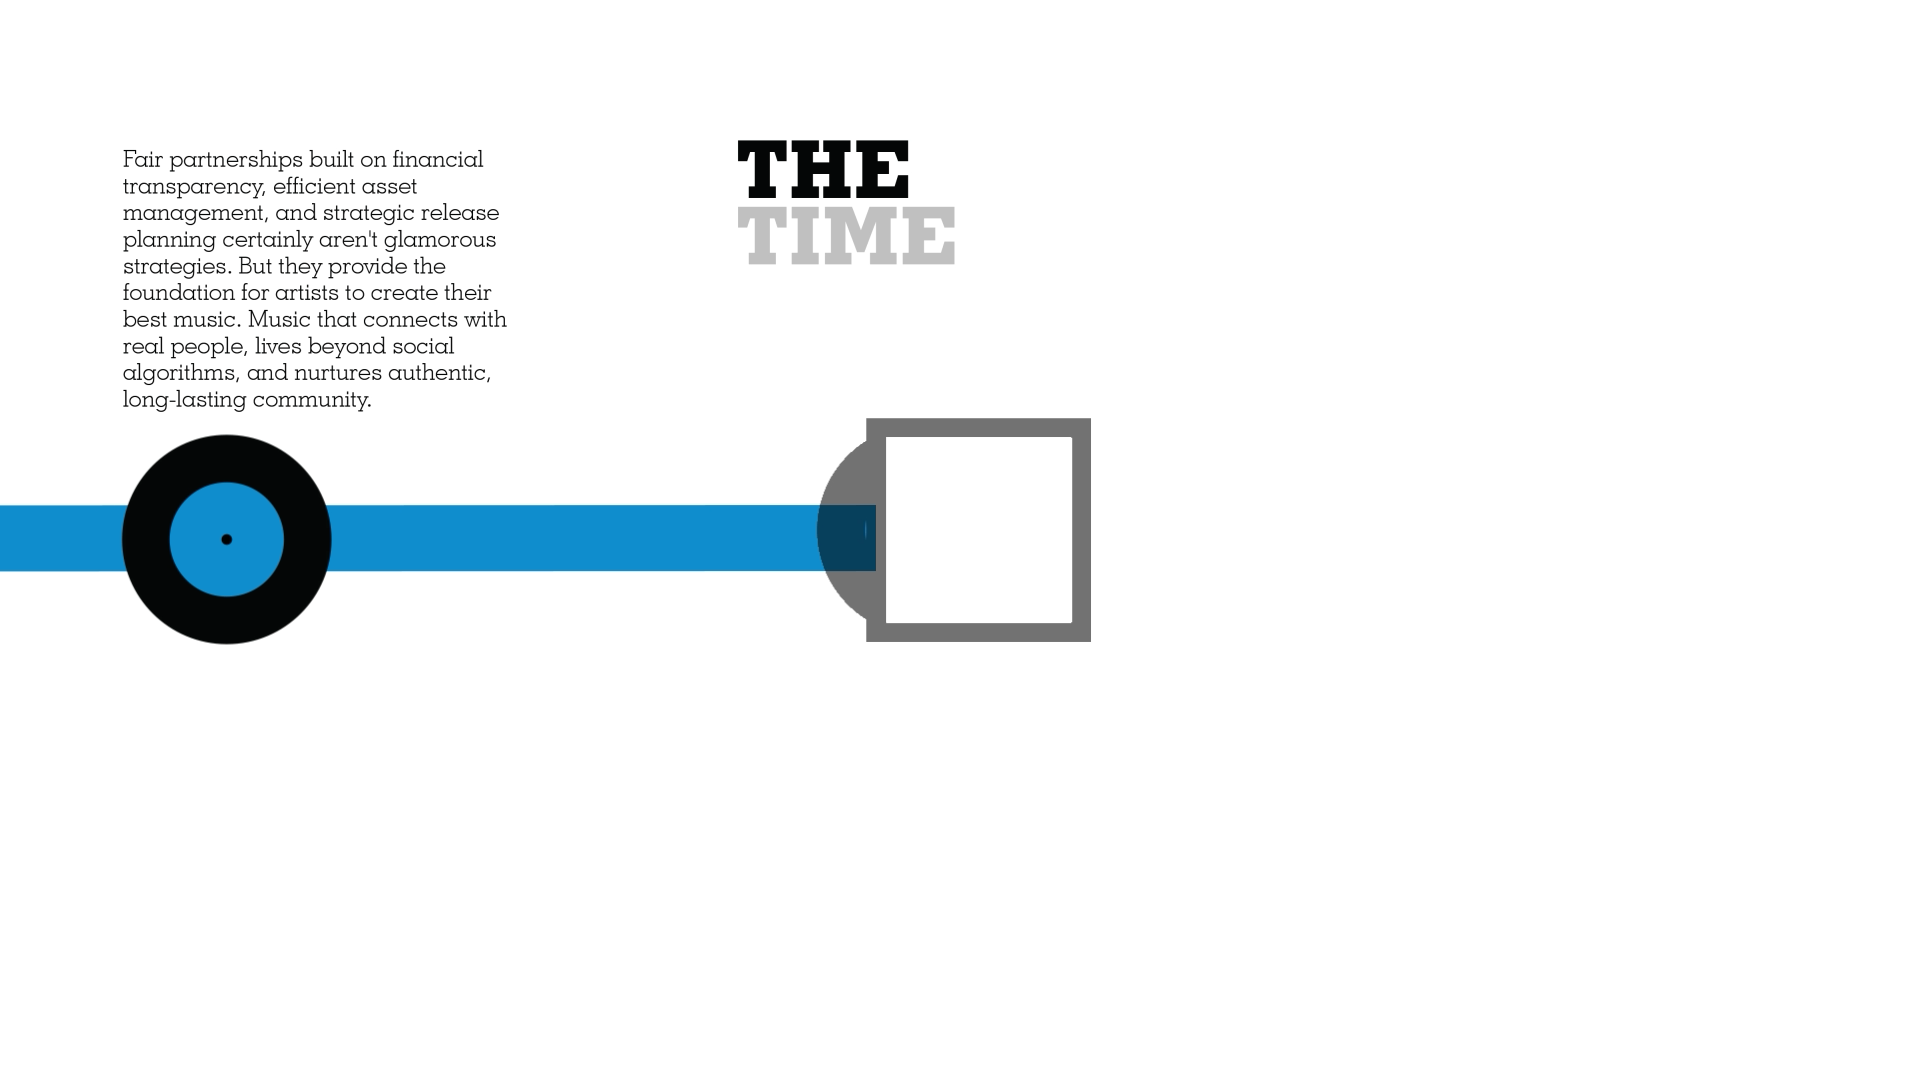 Fair partnerships built on financial
transparency, efficient asset
management, and strategic release
planning certainly aren't glamorous
strategies. But they provide the
foundation for artists to create their
best music. Music that connects with
real people, lives beyond social
algorithms, and nurtures authentic,
long-lasting community.
THE
TIME